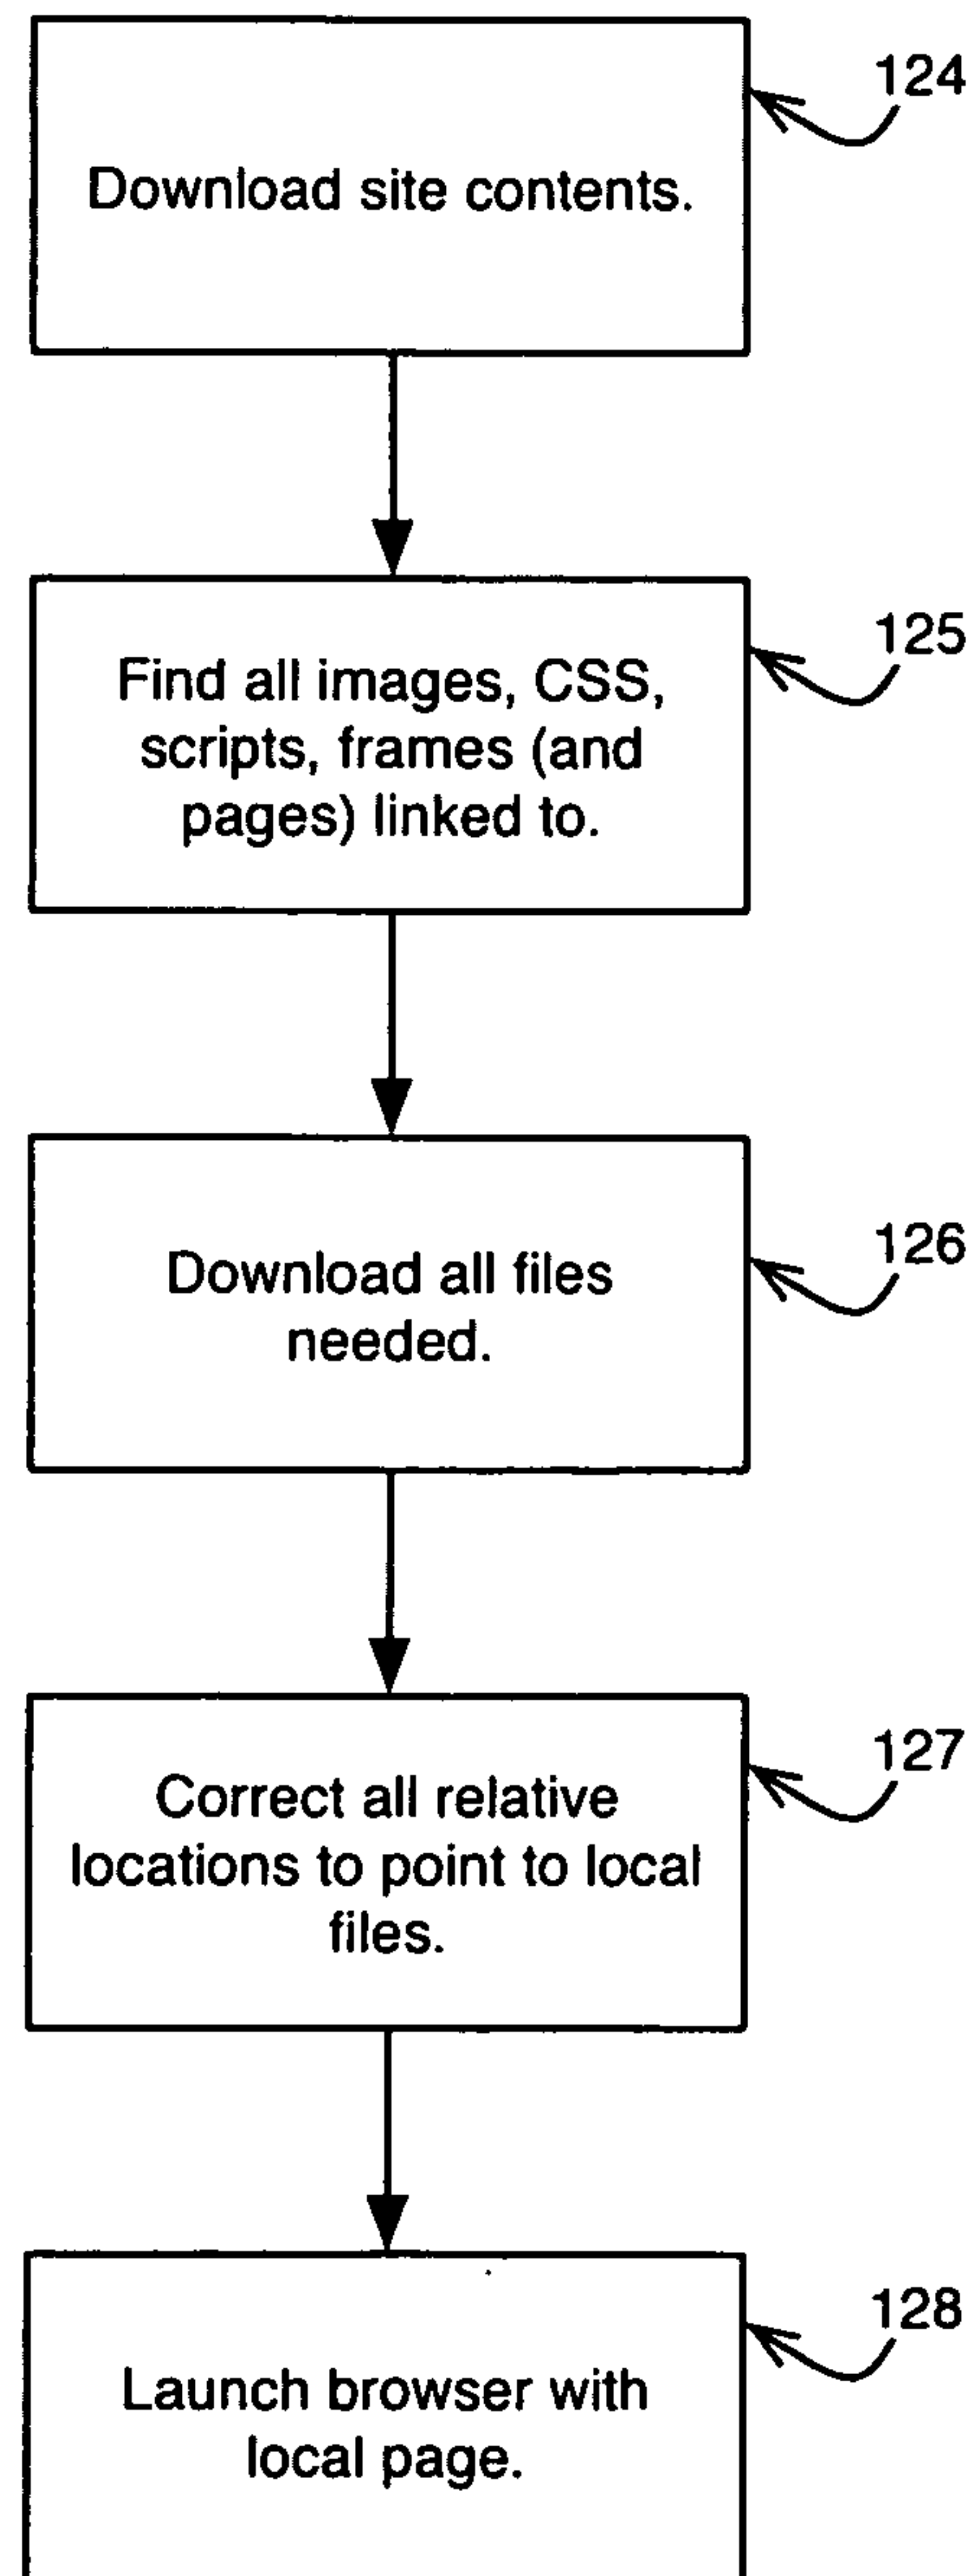 124
Download site contents.
125
Find all images, CSS,
scripts, frames (and
pages) linked to.
126
Download all files
needed.
127
Correct all relative
locations to point to local
files.
128
Launch browser with
local page.